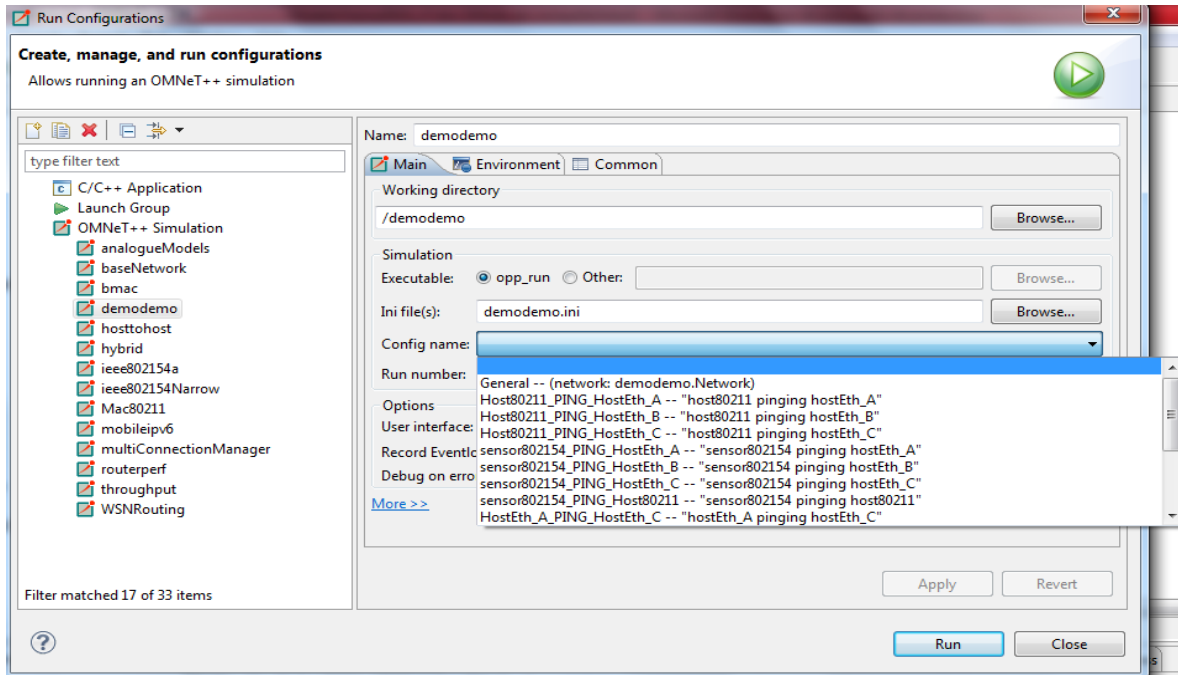 Run Configurations
Create, manage, and run configurations
Allows running an OMNeT++ simulation
type filter text
C/C++ Application
Launch Group
OMNeT++ Simulation
analogueModels
baseNetwork
bmac
demodemo
hosttohost
hybrid
ieee802154a
ieee802154Narrow
Mac80211
mobileipv6
multiConnectionManager
routerperf
throughput
WSNRouting
Filter matched 17 of 33 items
Name: demodemo
Main Environment Common
Working directory
/demodemo Browse...
Simulation
Executable: opp_run Other: Browse...
Ini file(s): demodemo.ini Browse...
Config name:
Run number:
General -- (network: demodemo.Network)
Host80211_PING_HostEth_A -- "host80211 pinging hostEth_A"
Host80211_PING_HostEth_B -- "host80211 pinging hostEth_B"
Host80211_PING_HostEth_C -- "host80211 pinging hostEth_C"
sensor802154_PING_HostEth_A -- "sensor802154 pinging hostEth_A"
sensor802154_PING_HostEth_B -- "sensor802154 pinging hostEth_B"
sensor802154_PING_HostEth_C -- "sensor802154 pinging hostEth_C"
sensor802154_PING_Host80211 -- "sensor802154 pinging host80211"
HostEth_A_PING_HostEth_C -- "hostEth_A pinging hostEth_C"
Options
User interface:
Record Eventlo
Debug on erro
More >>
Apply Revert
Run Close